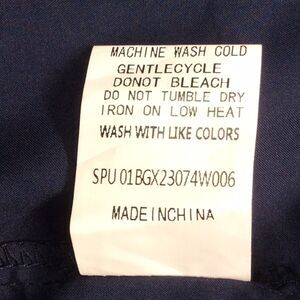 MACHINE WASH COLD
GENTLECYCLE
DONOT BLEACH
DO NOT TUMBLE DRY
IRON ON LOW HEAT
WASH WITH LIKE COLORS
SPU 01BGX23074W006
MADEINCHINA